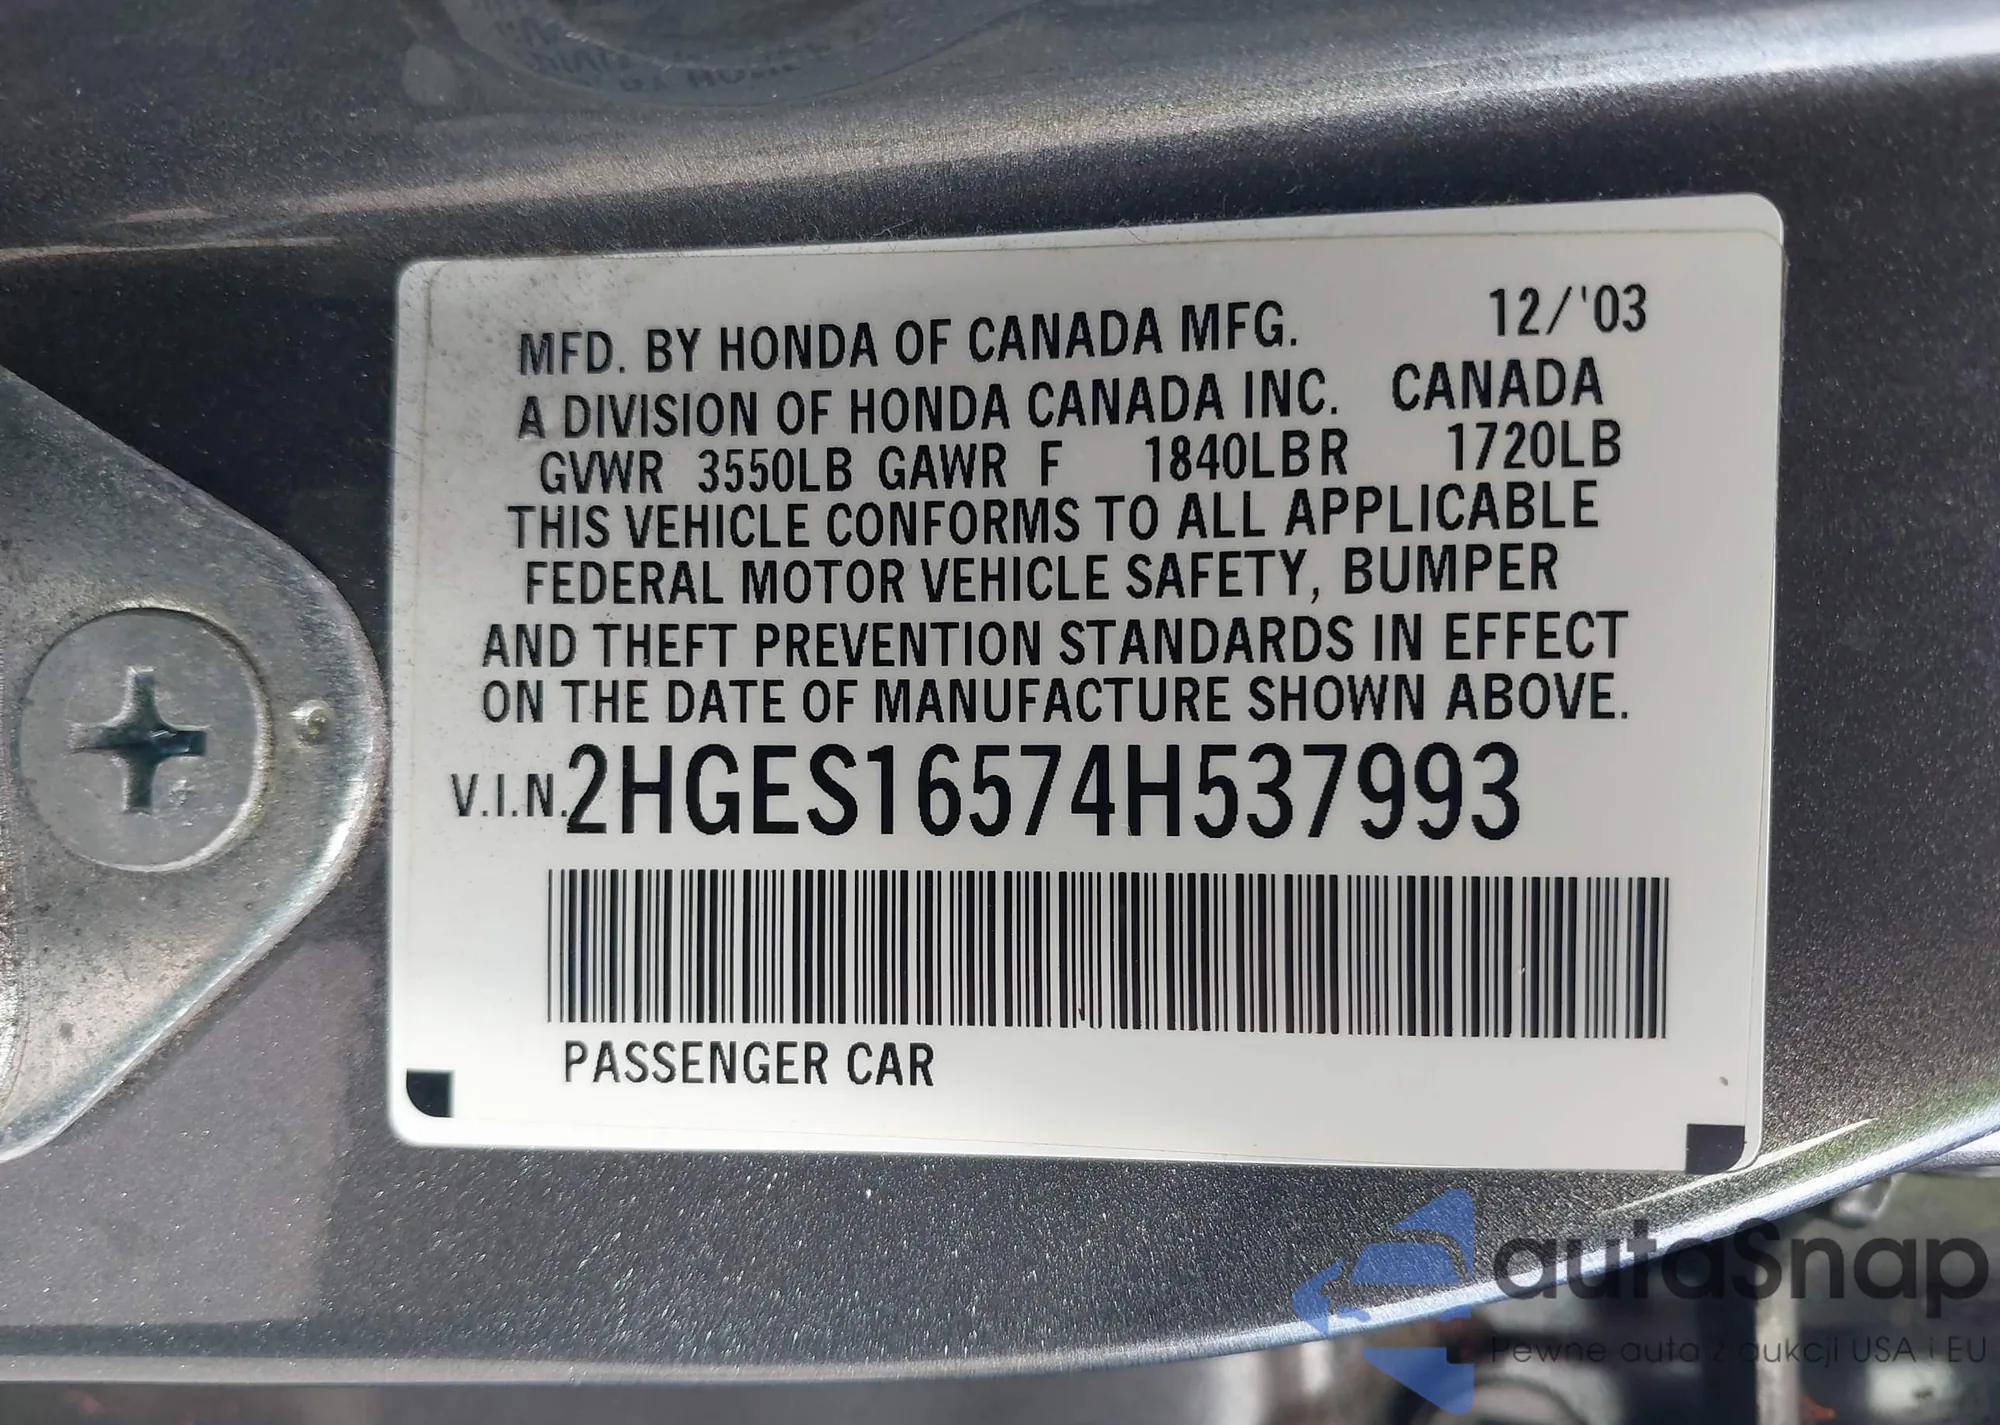 MFD. BY HONDA OF CANADA MFG. 12/'03
A DIVISION OF HONDA CANADA INC. CANADA
GVWR 3550LB GAWR F 1840LB R 1720LB
THIS VEHICLE CONFORMS TO ALL APPLICABLE
FEDERAL MOTOR VEHICLE SAFETY, BUMPER
AND THEFT PREVENTION STANDARDS IN EFFECT
ON THE DATE OF MANUFACTURE SHOWN ABOVE.
V.I.N. 2HGES16574H537993
PASSENGER CAR
autaSnap
Pewne auta z aukcji USA i EU